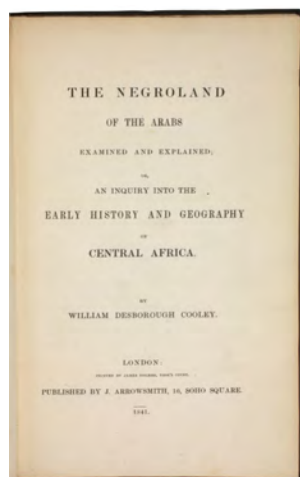 THE NEGROLAND
OF THE ARABS
EXAMINED AND EXPLAINED;
OR,
AN INQUIRY INTO THE
EARLY HISTORY AND GEOGRAPHY
OF
CENTRAL AFRICA.
BY
WILLIAM DESBOROUGH COOLEY.
LONDON:
PUBLISHED BY J. ARROWSMITH, 10, SOHO SQUARE.
1841.